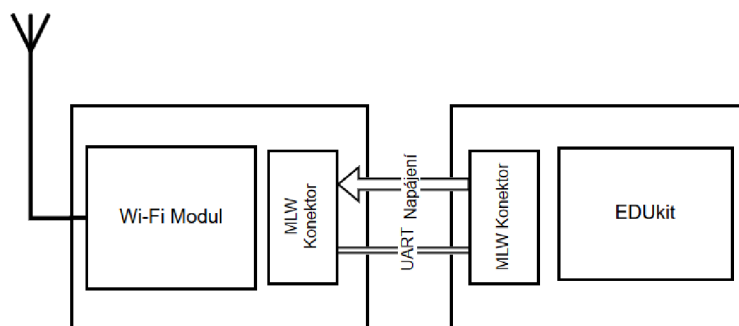 Wi-Fi Modul
MLW
Konektor
Napájení
UART
MLW Konektor
EDUkit